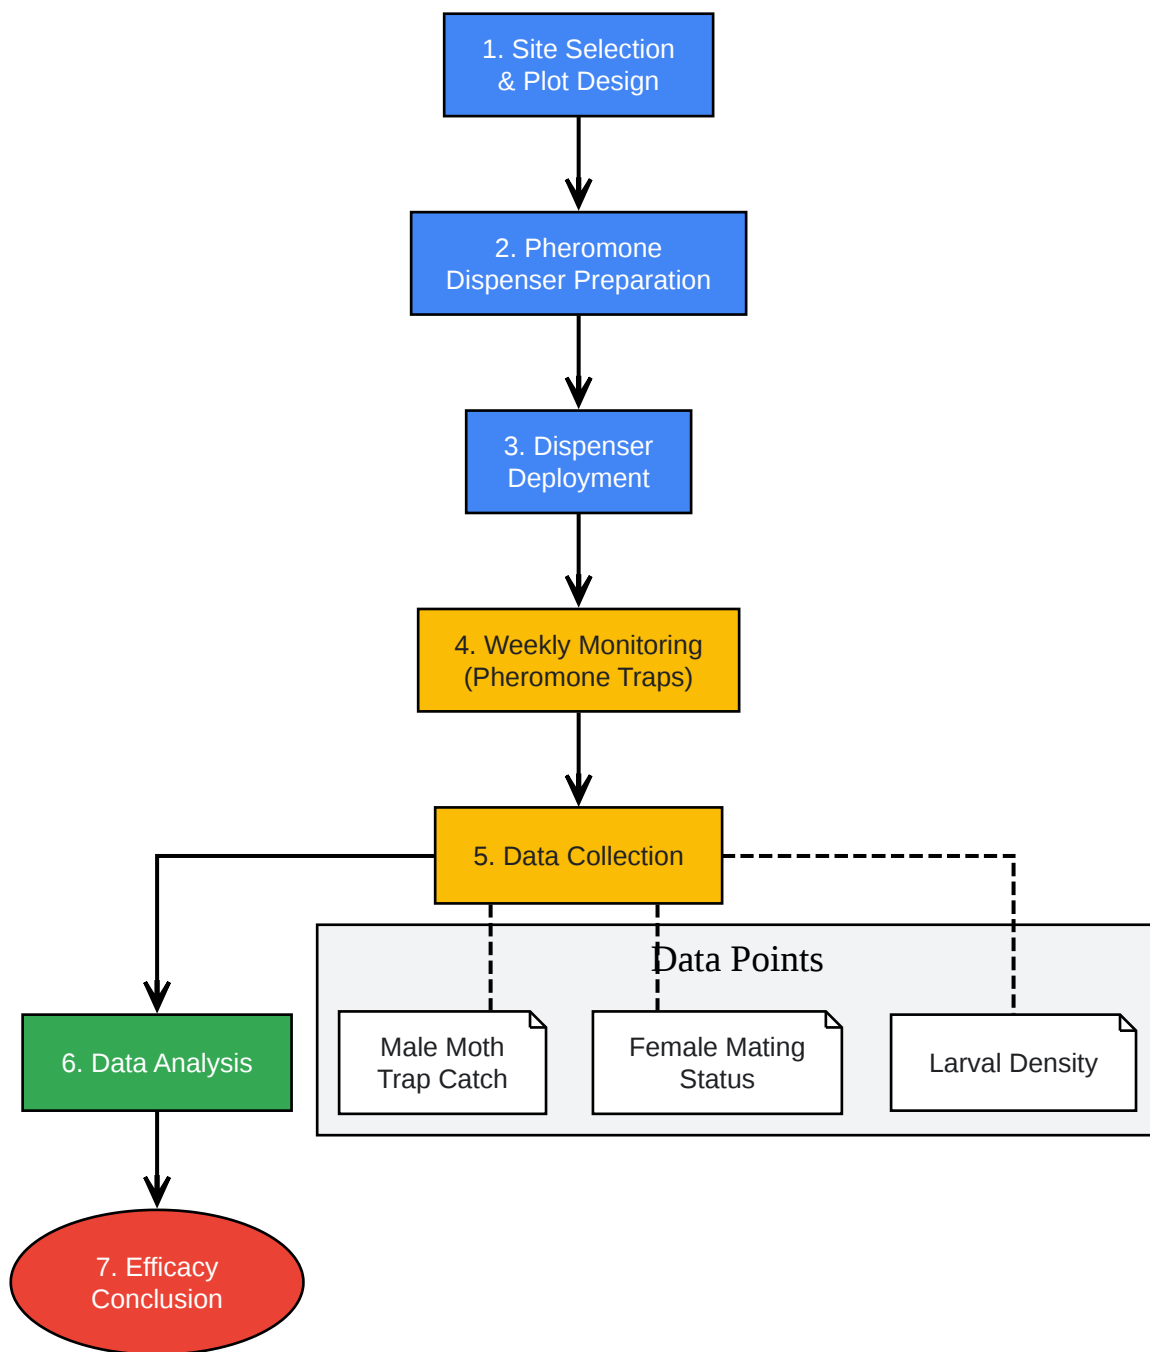 1. Site Selection
& Plot Design
2. Pheromone
Dispenser Preparation
3. Dispenser
Deployment
4. Weekly Monitoring
(Pheromone Traps)
5. Data Collection
Data Points
Male Moth
Trap Catch
Female Mating
Status
Larval Density
6. Data Analysis
7. Efficacy
Conclusion